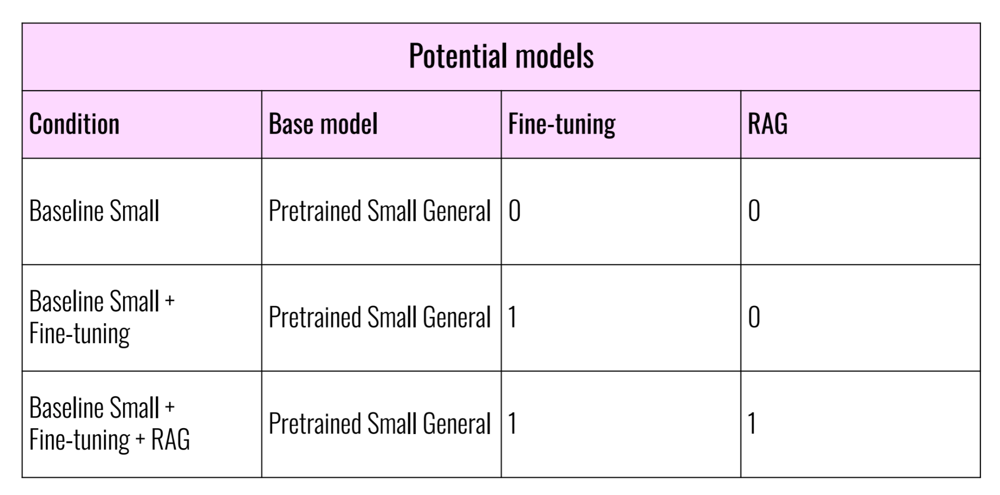 Potential models
Condition Base model Fine-tuning RAG
Baseline Small Pretrained Small General 0 0
Baseline Small +
Fine-tuning Pretrained Small General 1 0
Baseline Small +
Fine-tuning + RAG Pretrained Small General 1 1